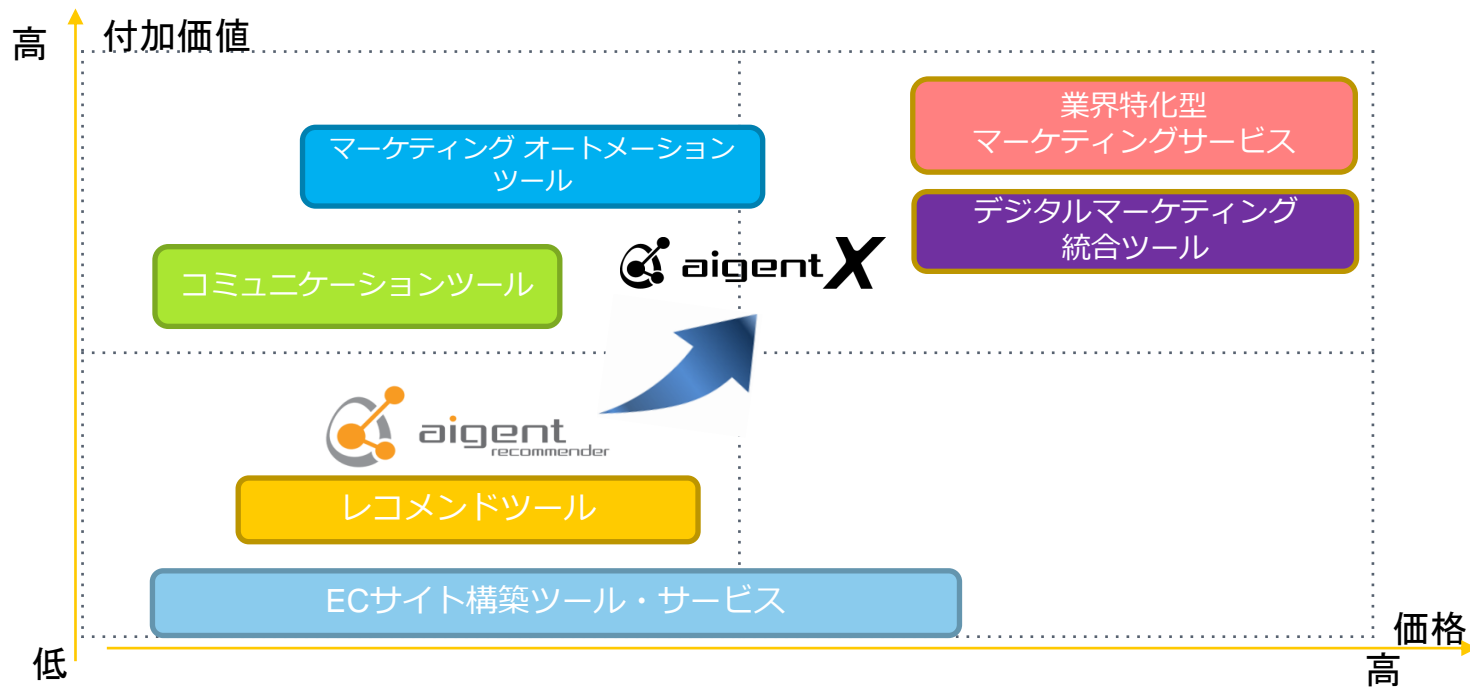 高
付加価値
業界特化型
マーケティングサービス
マーケティング オートメーション
ツール
デジタルマーケティング
統合ツール
aigent X
コミュニケーションツール
aigent
recommender
レコメンドツール
ECサイト構築ツール・サービス
価格
低
高